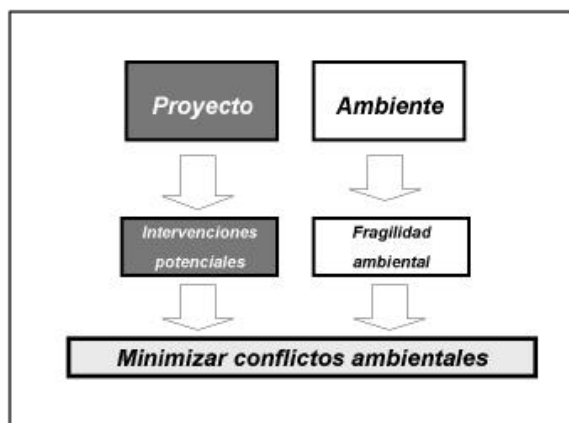 Proyecto
Ambiente
Intervenciones
potenciales
Fragilidad
ambiental
Minimizar conflictos ambientales